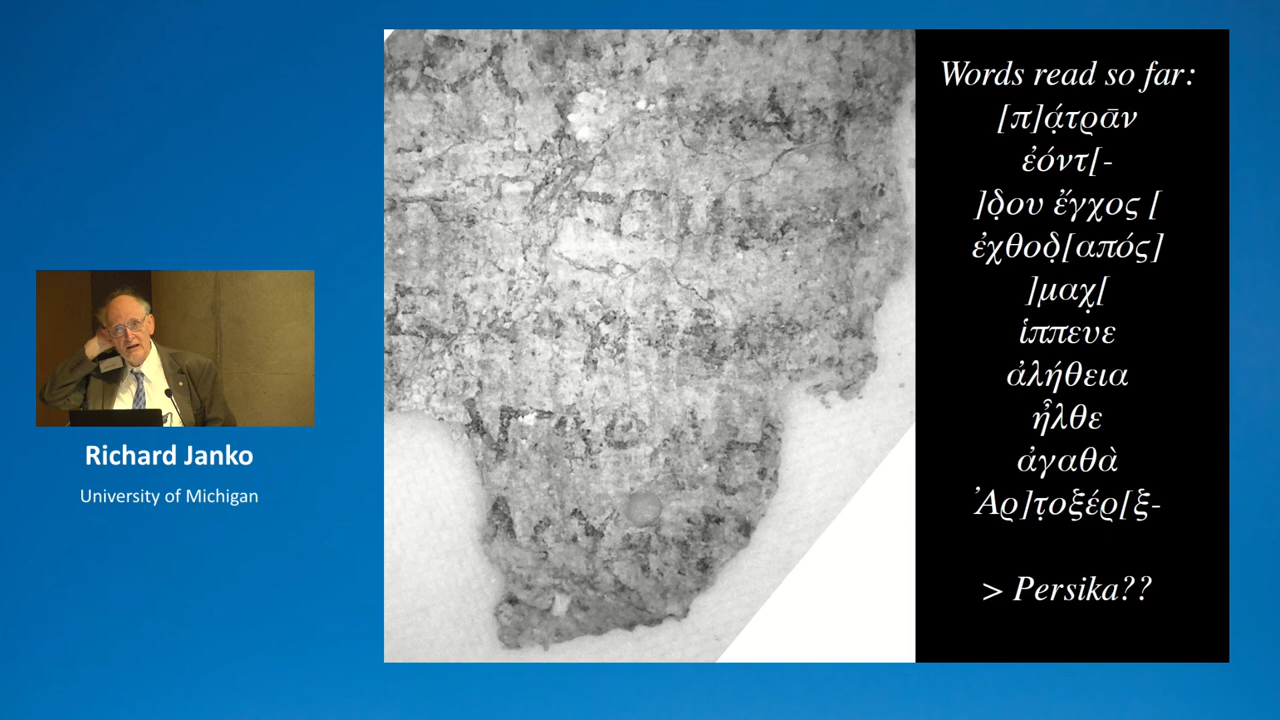 Words read so far:
[π]ά̣τρᾱν
ἐόντ[-
]δ̣ου ἔγχος [
ἐχθοδ̣[απός]
]μαχ̣[
ἱππευε
ἀλήθεια
ἦλθε
ἀγαθὰ
Ἀρ]τ̣οξέρ[ξ-
> Persika??
Richard Janko
University of Michigan